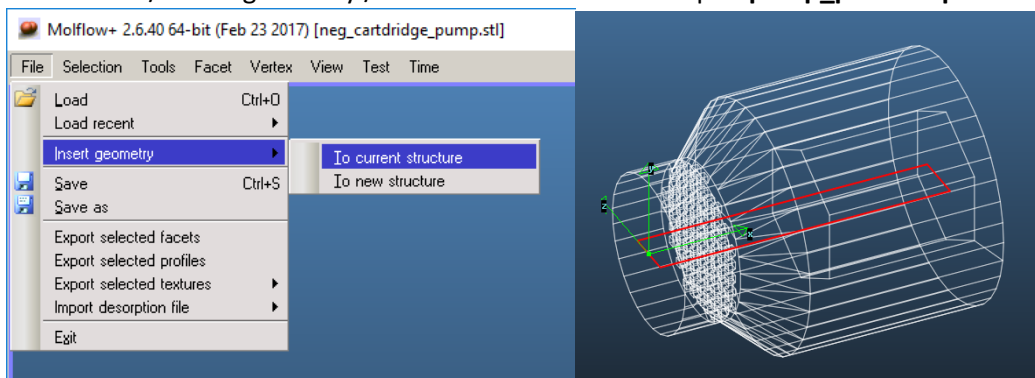 Molflow+ 2.6.40 64-bit (Feb 23 2017) [neg_cartdridge_pump.stl]
File Selection Tools Facet Vertex View Test Time
Load Ctrl+O
Load recent
Insert geometry
To current structure
To new structure
Save Ctrl+S
Save as
Export selected facets
Export selected profiles
Export selected textures
Import desorption file
Exit
y
z
x